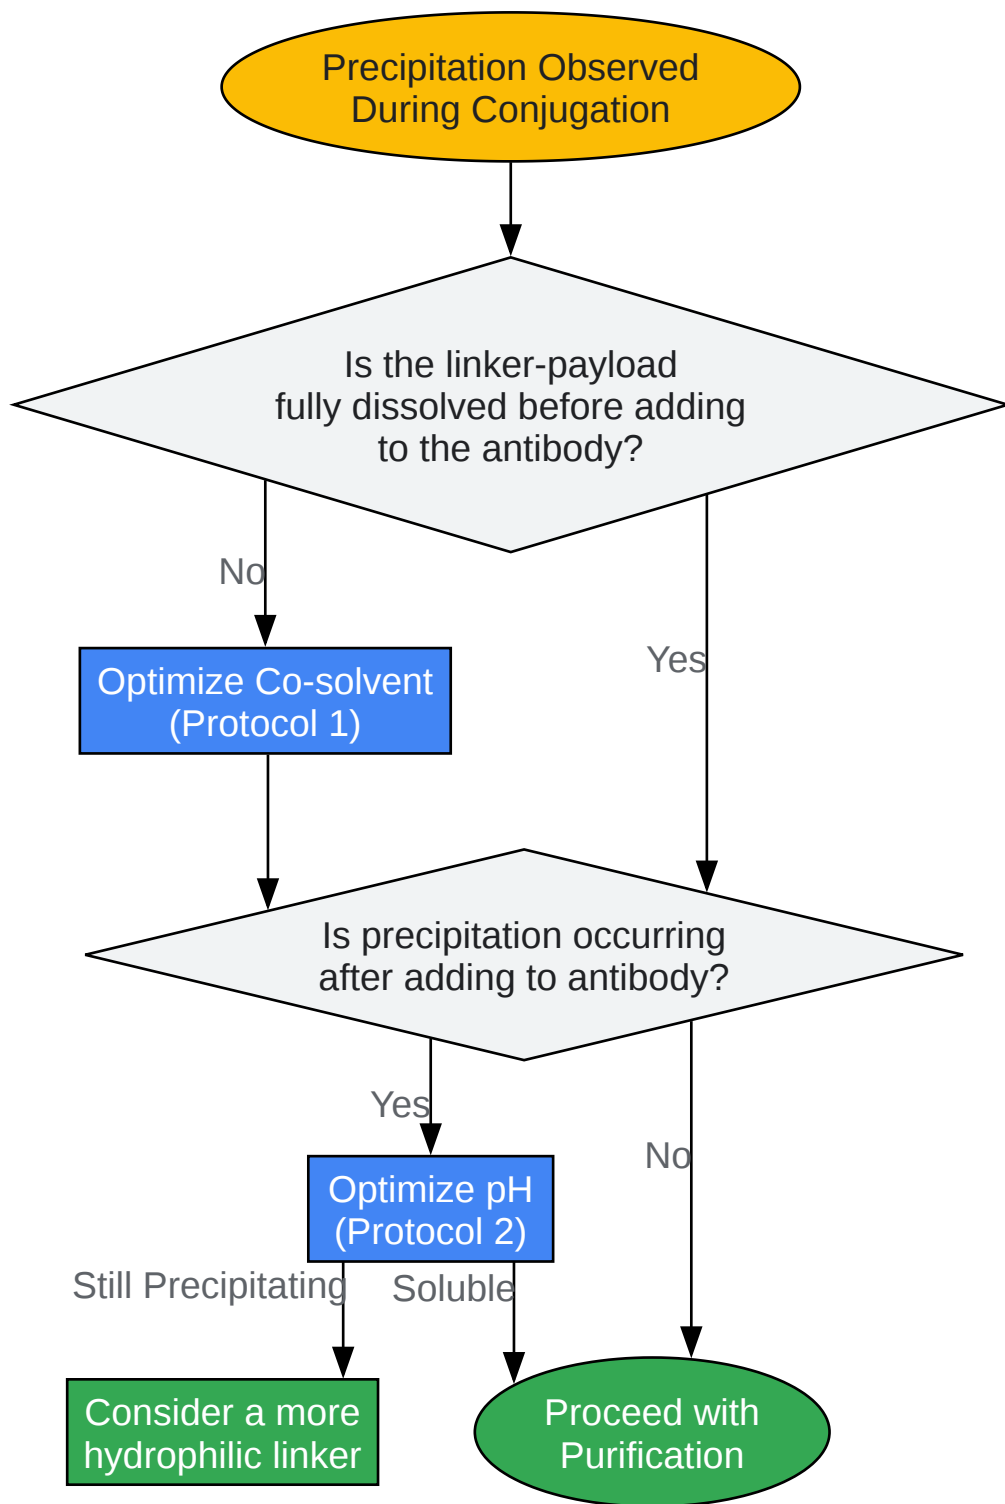 Precipitation Observed
During Conjugation
Is the linker-payload
fully dissolved before adding
to the antibody?
No
Yes
Optimize Co-solvent
(Protocol 1)
Is precipitation occurring
after adding to antibody?
Yes
No
Optimize pH
(Protocol 2)
Still Precipitating
Soluble
Consider a more
hydrophilic linker
Proceed with
Purification